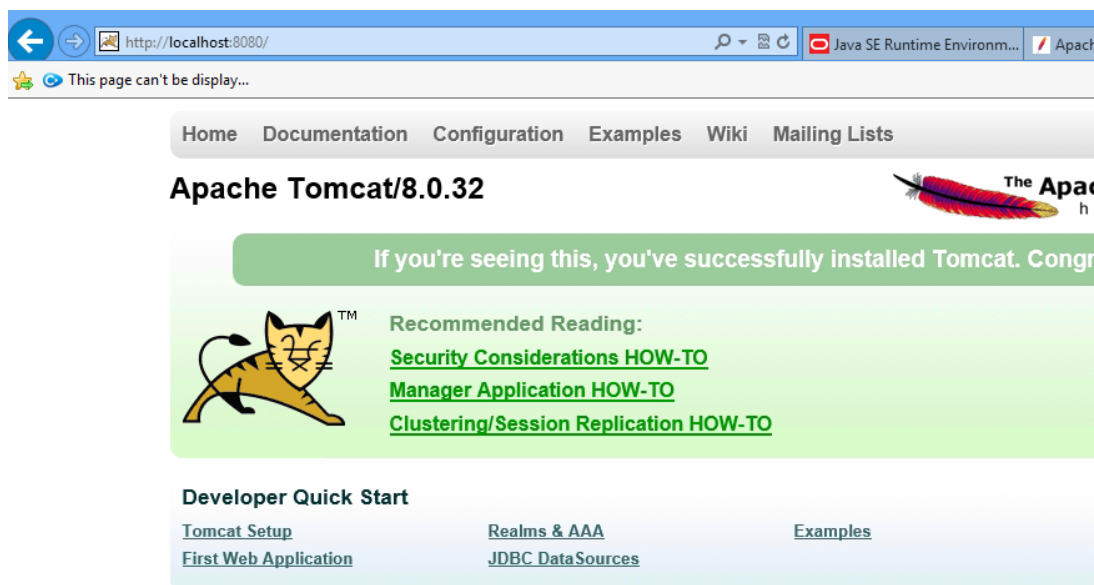 http://localhost:8080/
Java SE Runtime Environm...
Apach
This page can't be display...
Home Documentation Configuration Examples Wiki Mailing Lists
Apache Tomcat/8.0.32
The Apac
h
If you're seeing this, you've successfully installed Tomcat. Congr
TM
Recommended Reading:
Security Considerations HOW-TO
Manager Application HOW-TO
Clustering/Session Replication HOW-TO
Developer Quick Start
Tomcat Setup Realms & AAA Examples
First Web Application JDBC DataSources